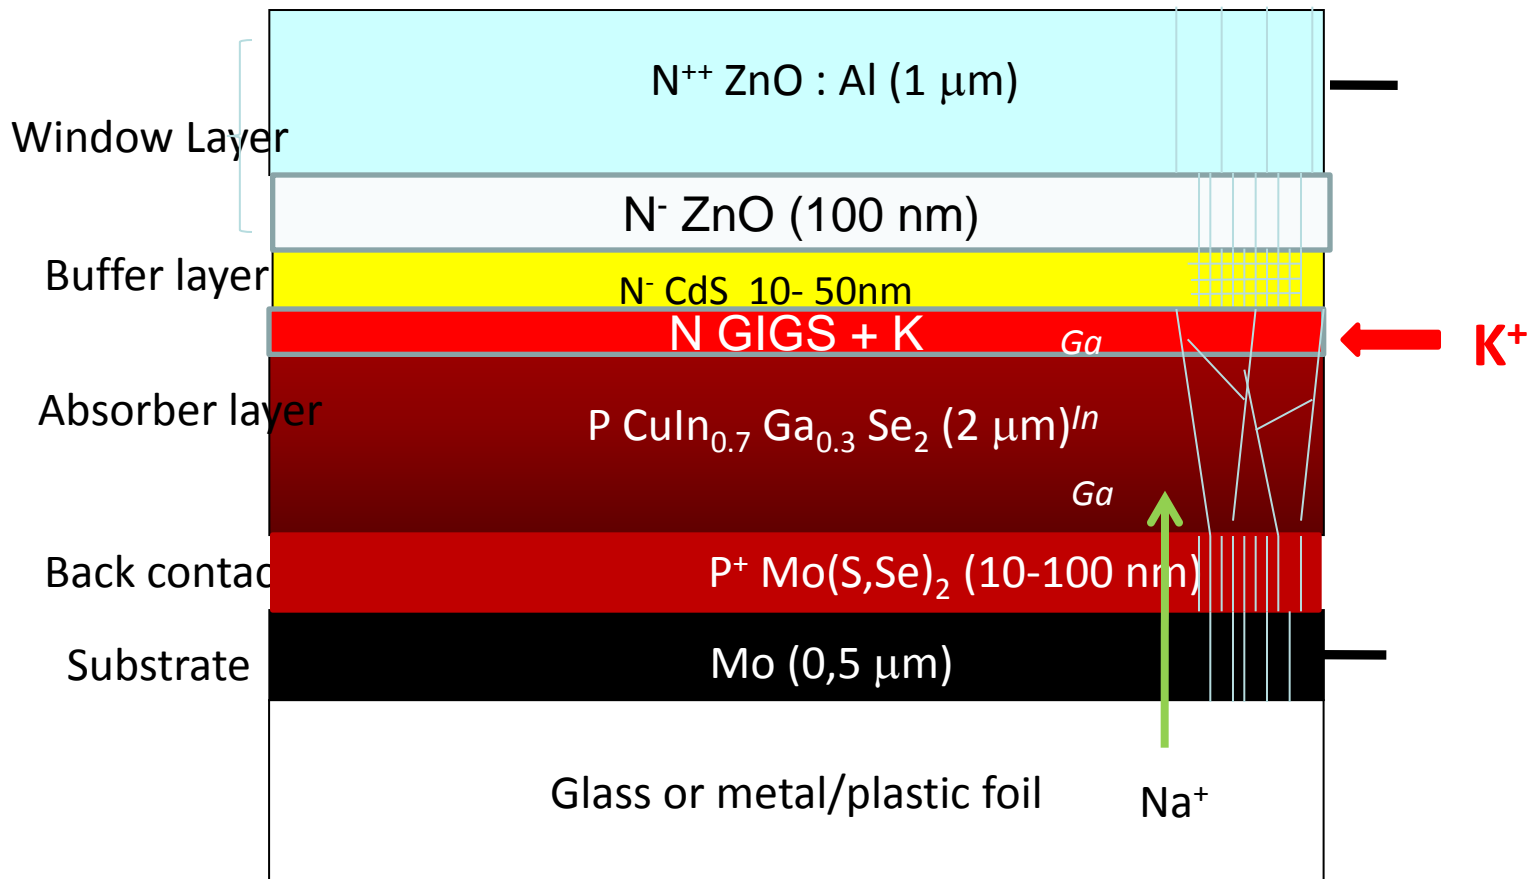 N⁺⁺ ZnO : Al (1 μm)
Window Layer
N⁻ ZnO (100 nm)
Buffer layer
N⁻ CdS 10- 50nm
N GIGS + K
Ga
K⁺
Absorber layer
P CuIn₀.₇ Ga₀.₃ Se₂ (2 μm)
In
Ga
Back contac
P⁺ Mo(S,Se)₂ (10-100 nm)
Substrate
Mo (0,5 μm)
Glass or metal/plastic foil
Na⁺